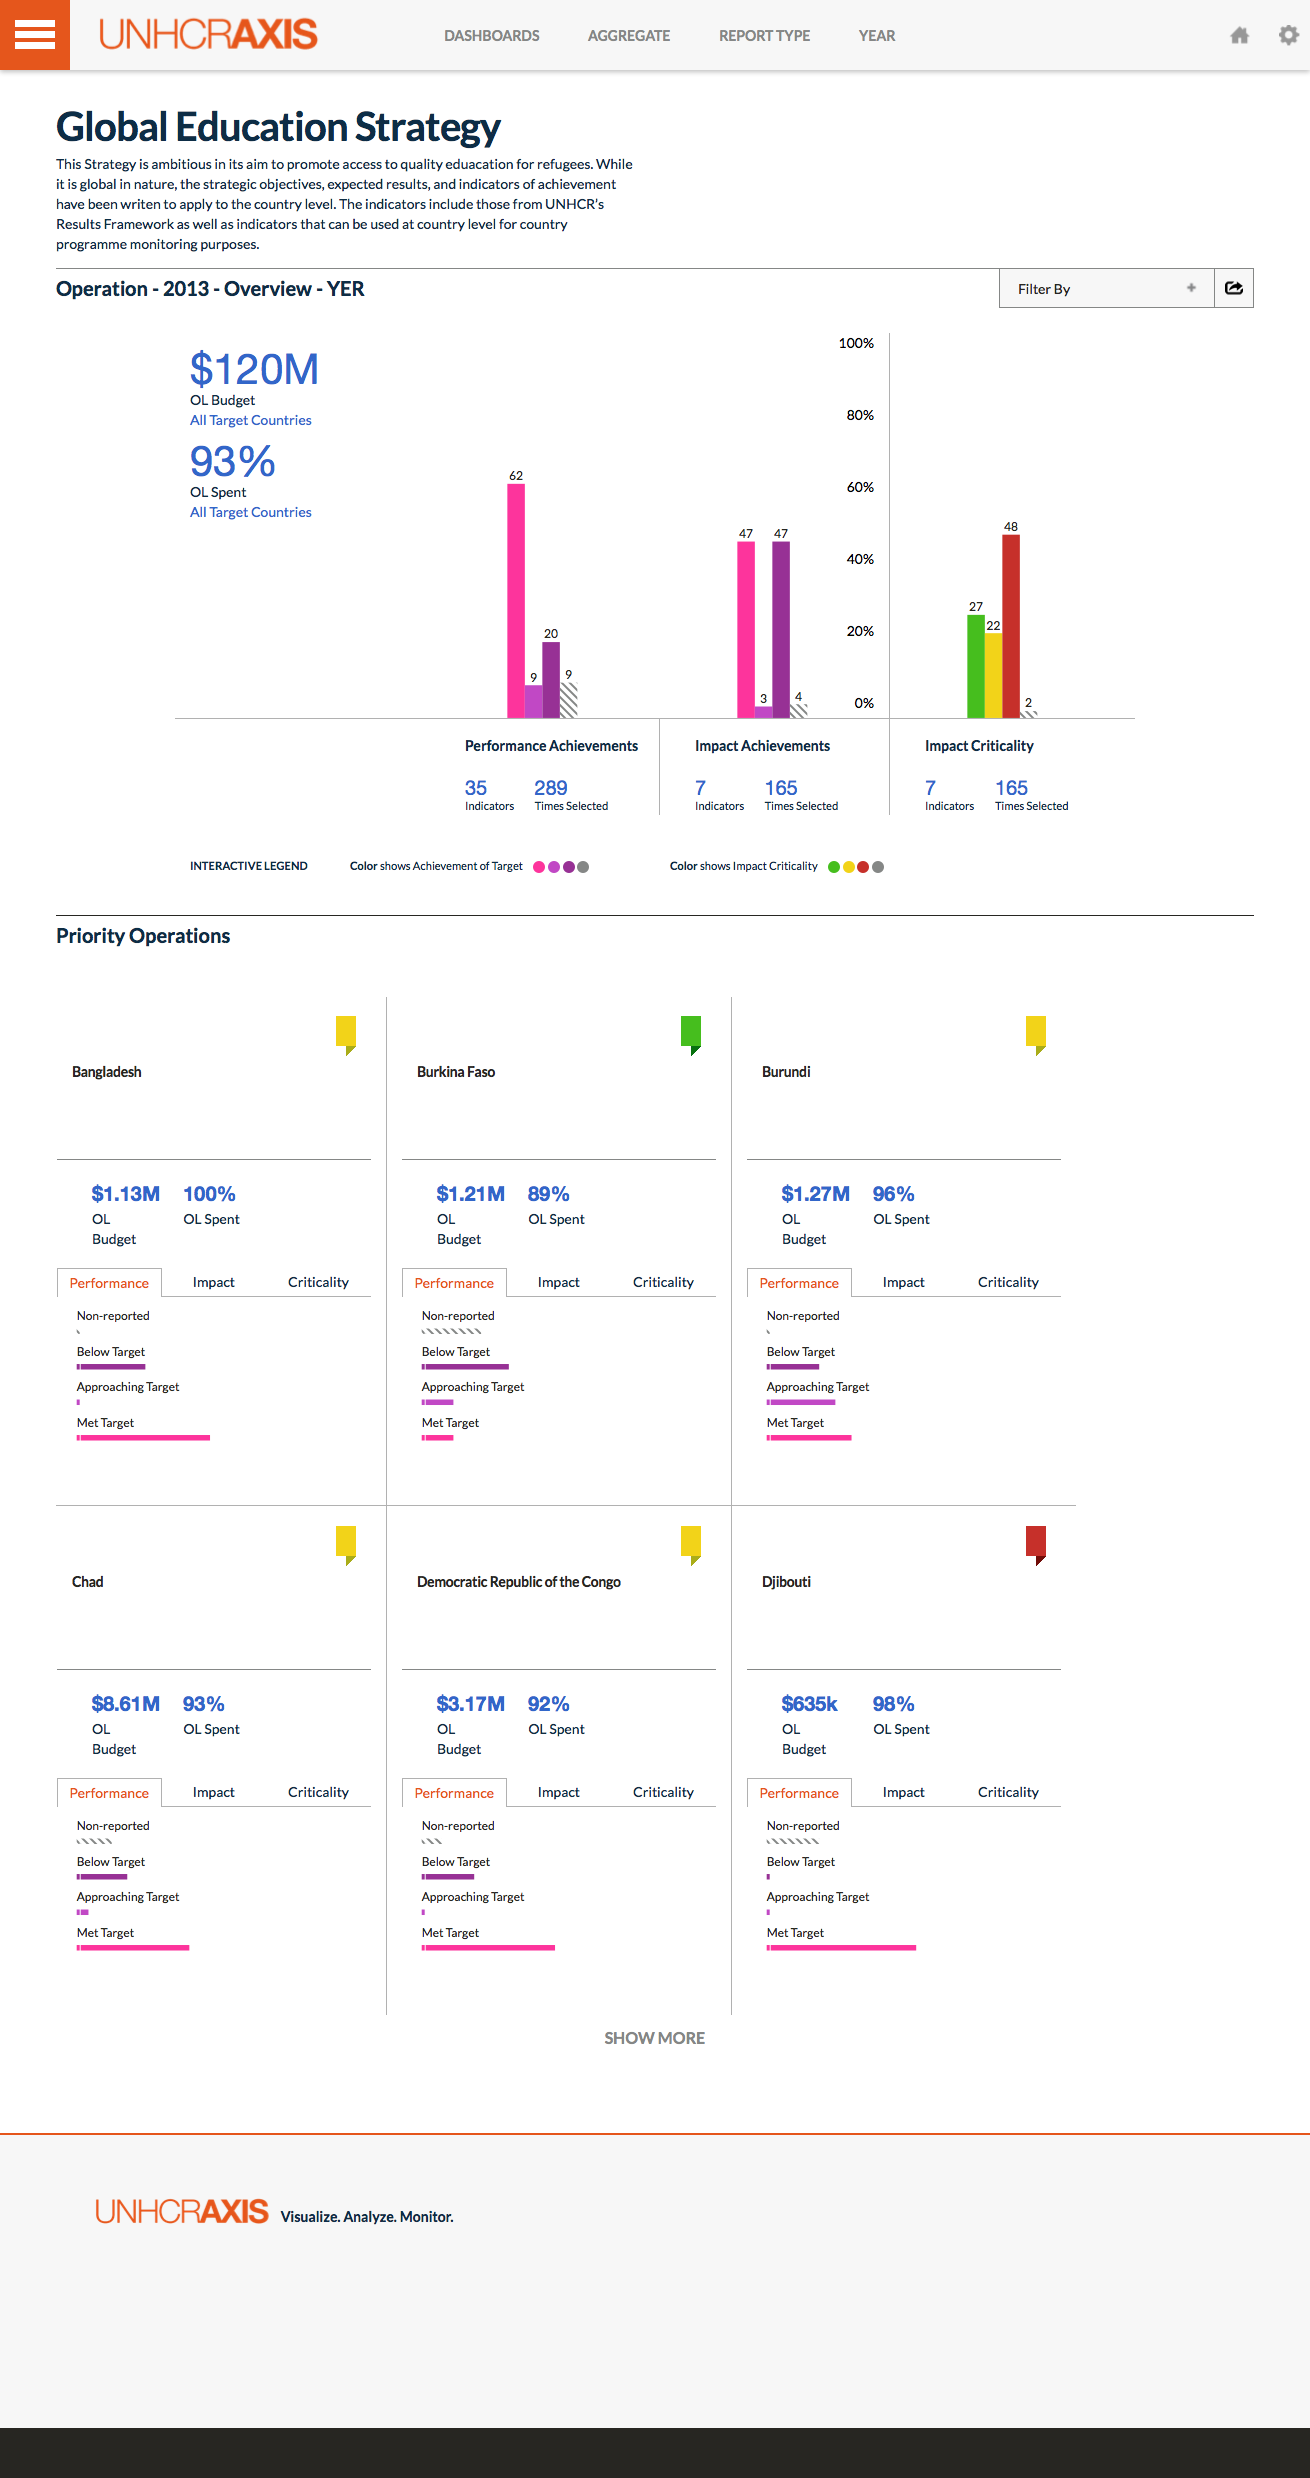 UNHCRAXIS
DASHBOARDS AGGREGATE REPORT TYPE YEAR
Global Education Strategy
This Strategy is ambitious in its aim to promote access to quality eduacation for refugees. While
it is global in nature, the strategic objectives, expected results, and indicators of achievement
have been writen to apply to the country level. The indicators include those from UNHCR's
Results Framework as well as indicators that can be used at country level for country
programme monitoring purposes.
Operation - 2013 - Overview - YER
Filter By +
$120M
OL Budget
All Target Countries
93%
OL Spent
All Target Countries
100%
80%
60%
40%
20%
0%
62 9 20 9
47 3 47 4
27 22 48 2
Performance Achievements Impact Achievements Impact Criticality
35 289 7 165 7 165
Indicators Times Selected Indicators Times Selected Indicators Times Selected
INTERACTIVE LEGEND Color shows Achievement of Target Color shows Impact Criticality
Priority Operations
Bangladesh Burkina Faso Burundi
$1.13M 100% $1.21M 89% $1.27M 96%
OL OL Spent OL OL Spent OL OL Spent
Budget Budget Budget
Performance Impact Criticality Performance Impact Criticality Performance Impact Criticality
Non-reported Non-reported Non-reported
Below Target Below Target Below Target
Approaching Target Approaching Target Approaching Target
Met Target Met Target Met Target
Chad Democratic Republic of the Congo Djibouti
$8.61M 93% $3.17M 92% $635k 98%
OL OL Spent OL OL Spent OL OL Spent
Budget Budget Budget
Performance Impact Criticality Performance Impact Criticality Performance Impact Criticality
Non-reported Non-reported Non-reported
Below Target Below Target Below Target
Approaching Target Approaching Target Approaching Target
Met Target Met Target Met Target
SHOW MORE
UNHCRAXIS Visualize. Analyze. Monitor.